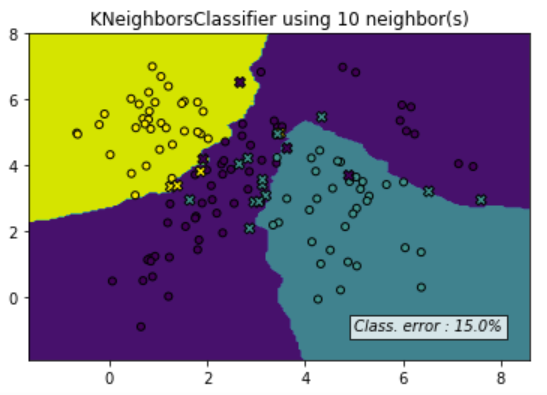 KNeighborsClassifier using 10 neighbor(s)
8
6
4
2
0
Class. error : 15.0%
0 2 4 6 8